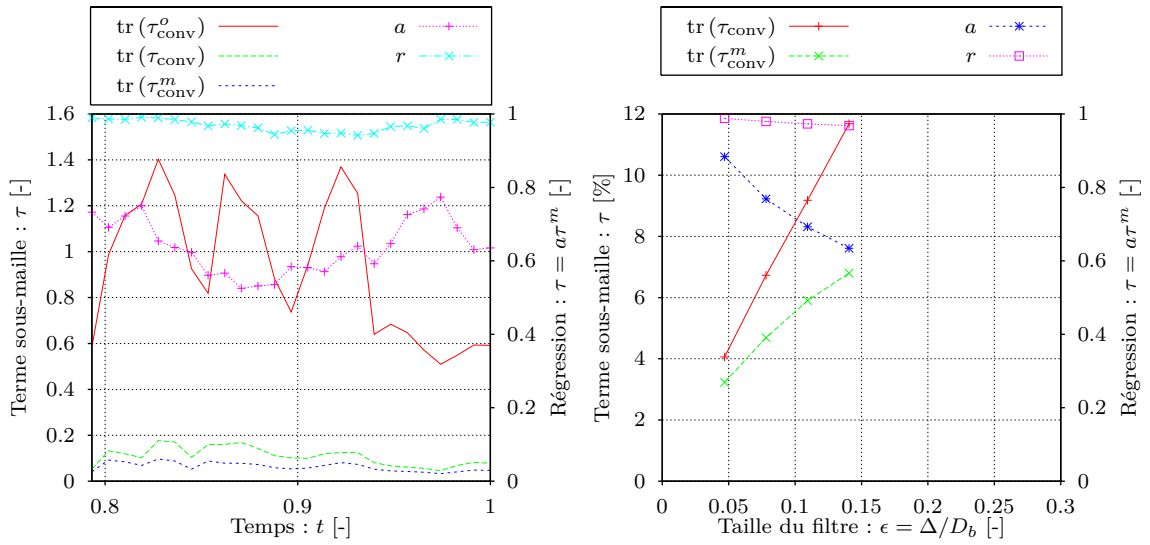 tr (τ_conv^o) a
tr (τ_conv) r
tr (τ_conv^m)
1.6
1.4
1.2
1
0.8
0.6
0.4
0.2
0
1
0.8
0.6
0.4
0.2
0
0.8 0.9 1
Terme sous-maille : τ [-]
Régression : τ = aτ^m [-]
Temps : t [-]
tr (τ_conv) a
tr (τ_conv^m) r
12
10
8
6
4
2
0
1
0.8
0.6
0.4
0.2
0
0 0.05 0.1 0.15 0.2 0.25 0.3
Terme sous-maille : τ [%]
Régression : τ = aτ^m [-]
Taille du filtre : ϵ = Δ/D_b [-]